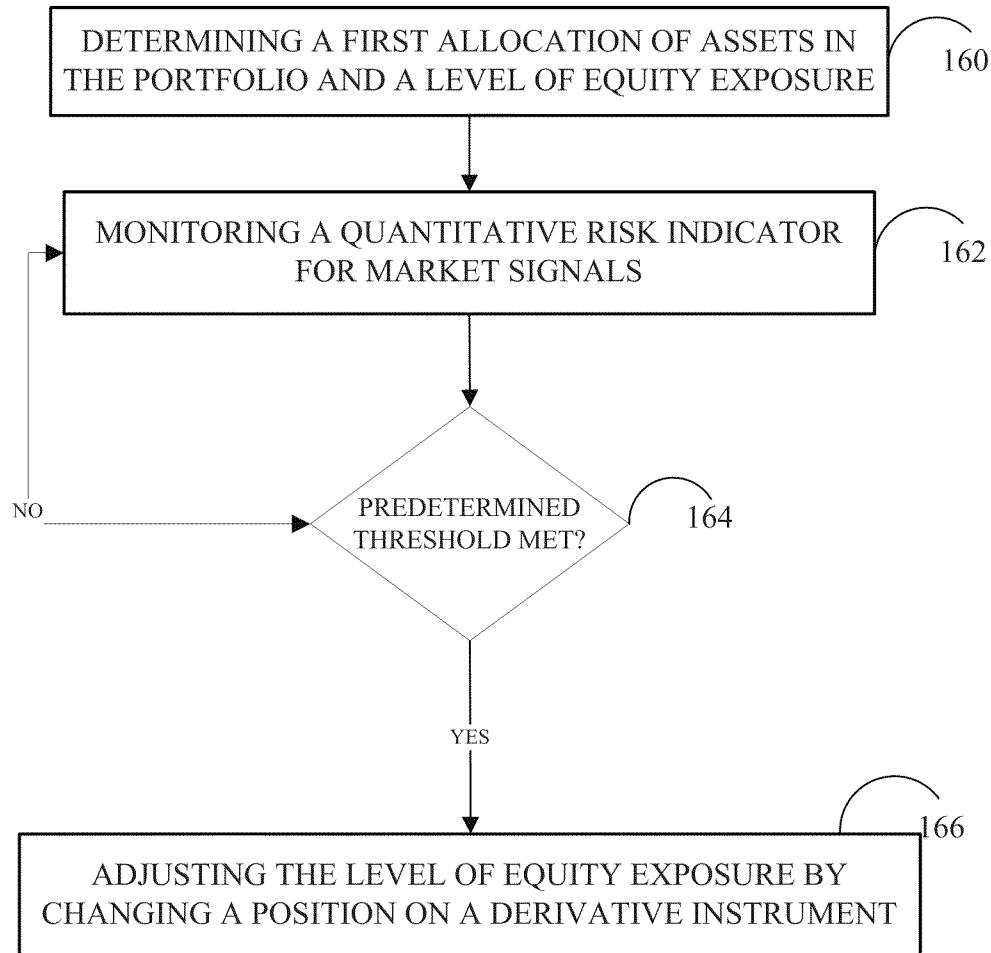 DETERMINING A FIRST ALLOCATION OF ASSETS IN
THE PORTFOLIO AND A LEVEL OF EQUITY EXPOSURE
160
MONITORING A QUANTITATIVE RISK INDICATOR
FOR MARKET SIGNALS
162
PREDETERMINED
THRESHOLD MET?
164
NO
YES
166
ADJUSTING THE LEVEL OF EQUITY EXPOSURE BY
CHANGING A POSITION ON A DERIVATIVE INSTRUMENT